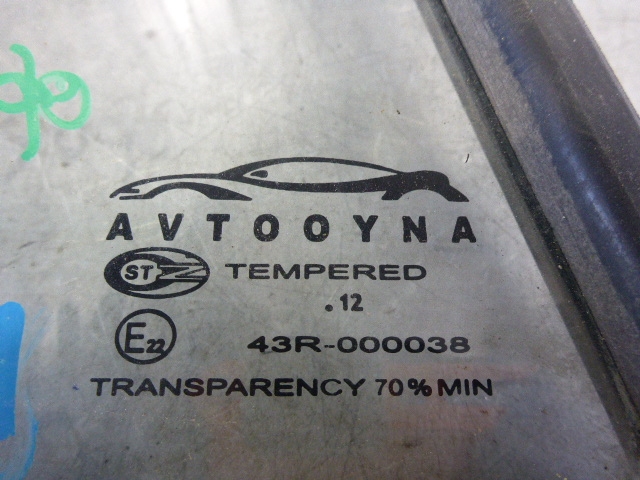 AVTOOYNA
ST TEMPERED
.12
E22 43R-000038
TRANSPARENCY 70% MIN